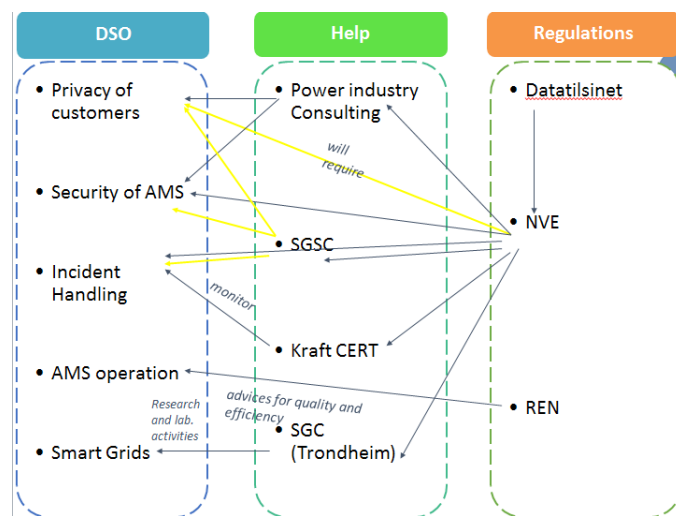 DSO
Help
Regulations
• Privacy of
customers
• Security of AMS
• Incident
Handling
• AMS operation
• Smart Grids
• Power industry
Consulting
• SGSC
• Kraft CERT
• SGC
(Trondheim)
• Datatilsinet
• NVE
• REN
will
require
monitor
advices for quality and
efficiency
Research
and lab.
activities